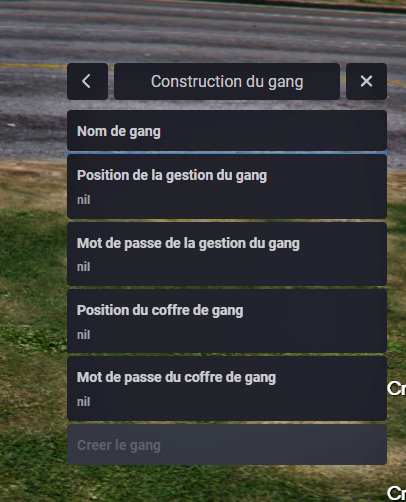 Construction du gang
Nom de gang
Position de la gestion du gang
nil
Mot de passe de la gestion du gang
nil
Position du coffre de gang
nil
Cr
Mot de passe du coffre de gang
nil
Creer le gang
Cr